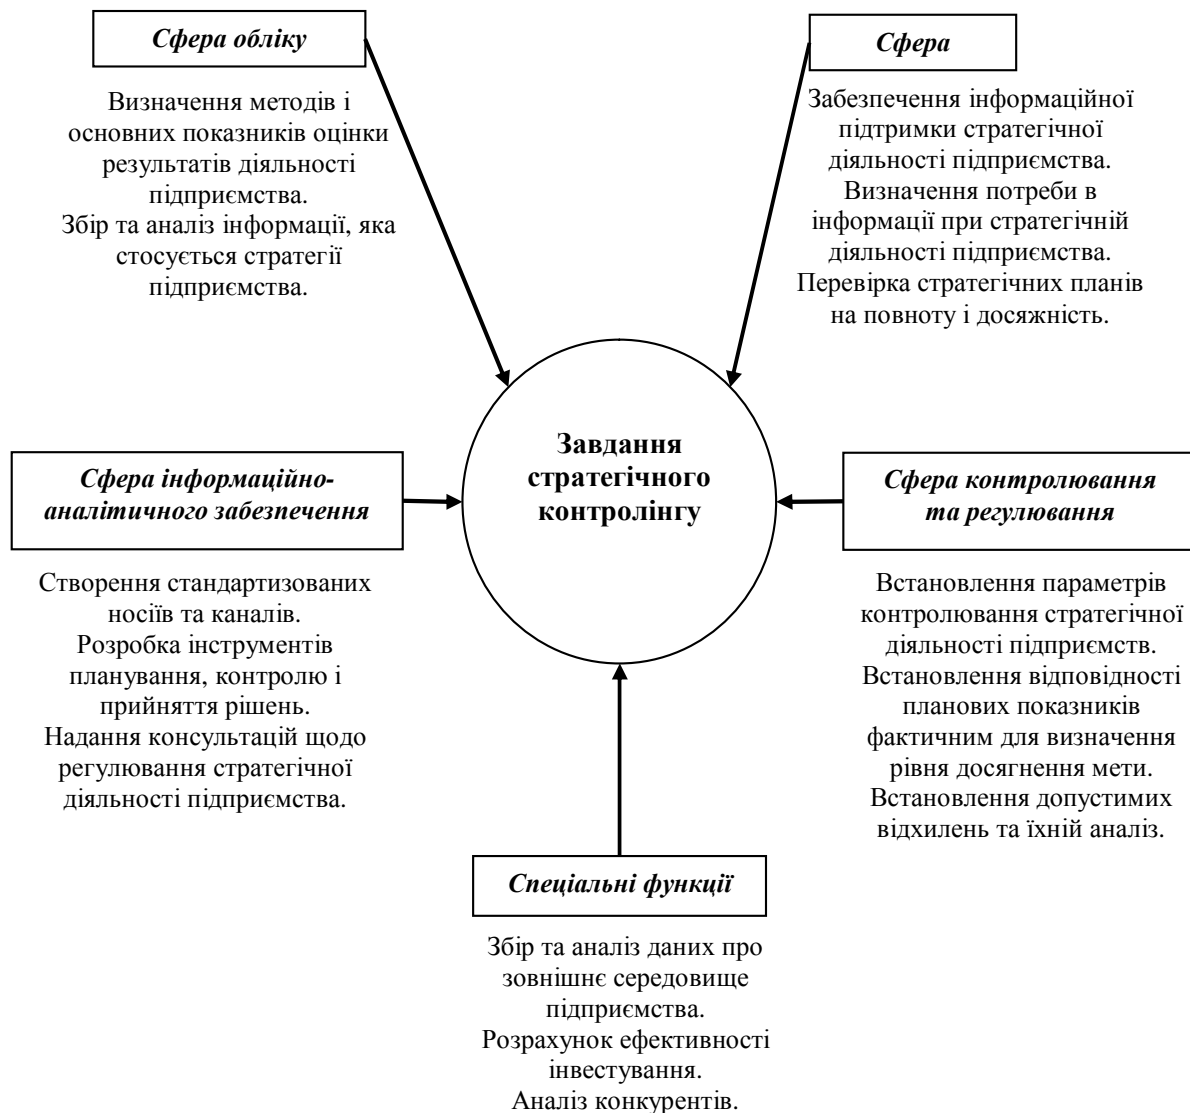 Сфера обліку
Визначення методів і
основних показників оцінки
результатів діяльності
підприємства.
Збір та аналіз інформації, яка
стосується стратегії
підприємства.
Сфера
Забезпечення інформаційної
підтримки стратегічної
діяльності підприємства.
Визначення потреби в
інформації при стратегічній
діяльності підприємства.
Перевірка стратегічних планів
на повноту і досяжність.
Завдання
стратегічного
контролінгу
Сфера інформаційно-
аналітичного забезпечення
Створення стандартизованих
носіїв та каналів.
Розробка інструментів
планування, контролю і
прийняття рішень.
Надання консультацій щодо
регулювання стратегічної
діяльності підприємства.
Сфера контролювання
та регулювання
Встановлення параметрів
контролювання стратегічної
діяльності підприємств.
Встановлення відповідності
планових показників
фактичним для визначення
рівня досягнення мети.
Встановлення допустимих
відхилень та їхній аналіз.
Спеціальні функції
Збір та аналіз даних про
зовнішнє середовище
підприємства.
Розрахунок ефективності
інвестування.
Аналіз конкурентів.